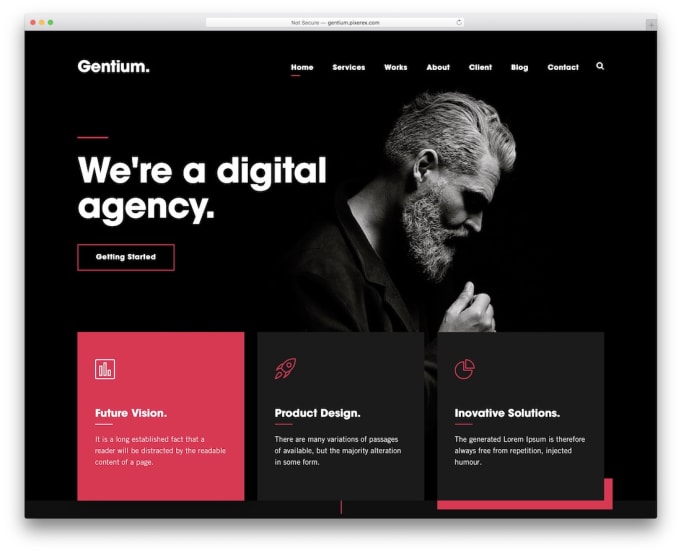 Not Secure — gentium.pixerex.com
Gentium.
Home Services Works About Client Blog Contact
We're a digital
agency.
Getting Started
Future Vision.
It is a long established fact that a
reader will be distracted by the readable
content of a page.
Product Design.
There are many variations of passages
of available, but the majority alteration
in some form.
Inovative Solutions.
The generated Lorem Ipsum is therefore
always free from repetition, injected
humour.